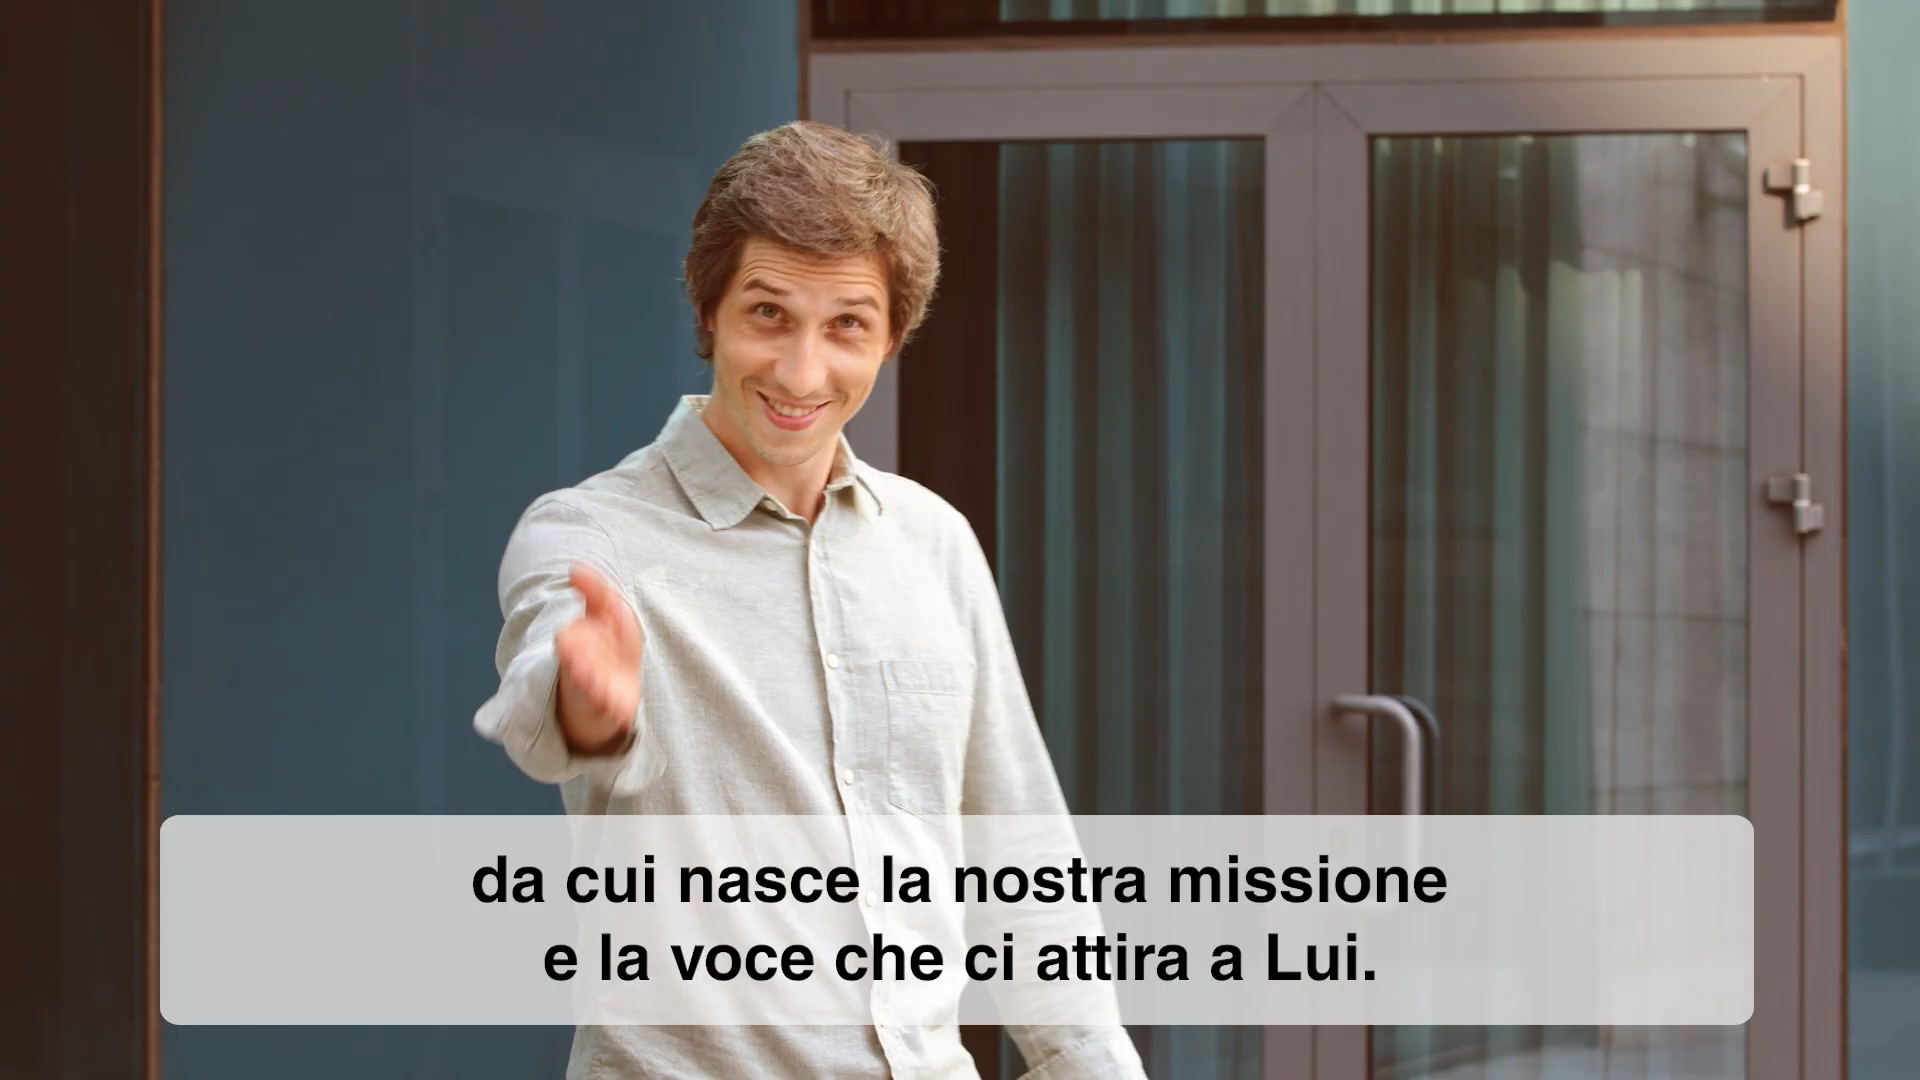 da cui nasce la nostra missione
e la voce che ci attira a Lui.